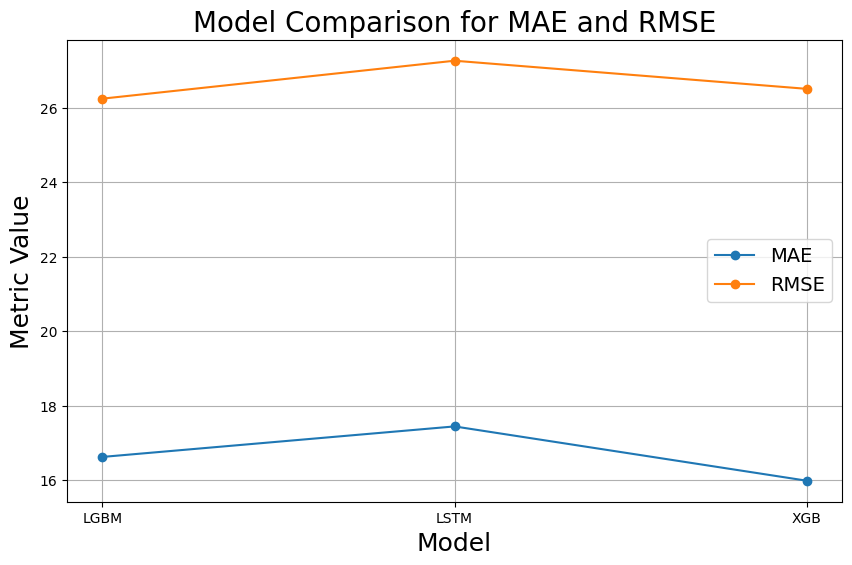 Model Comparison for MAE and RMSE
Metric Value
26
24
22
20
18
16
MAE
RMSE
LGBM
LSTM
XGB
Model